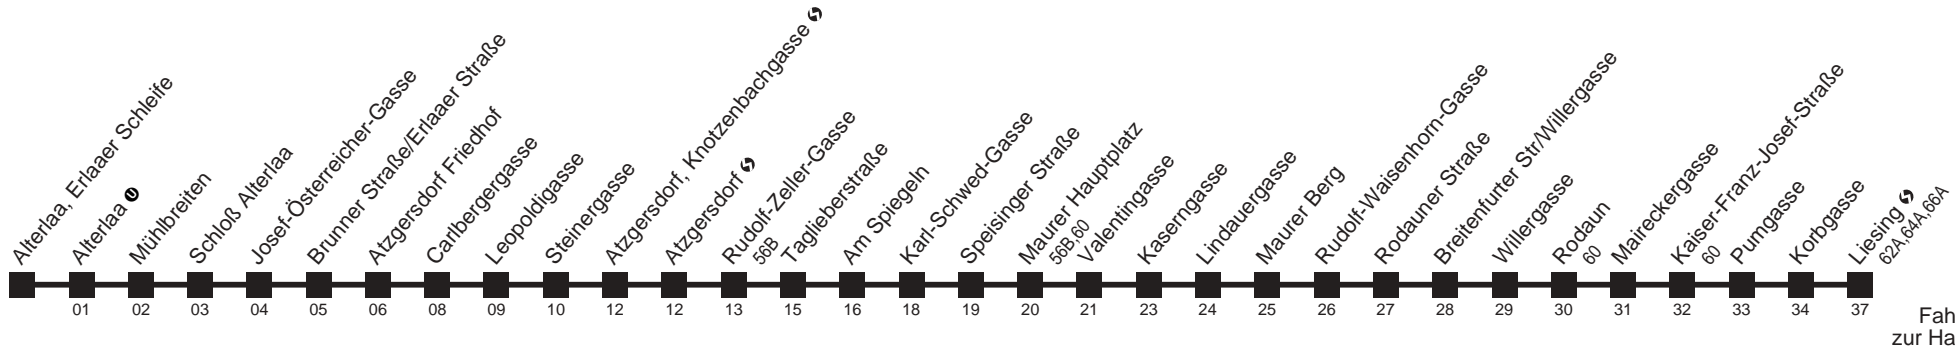 Alterlaa, Erlaaer Schleife
Alterlaa U
Mühlbreiten
Schloß Alterlaa
Josef-Österreicher-Gasse
Brunner Straße/Erlaaer Straße
Atzgersdorf Friedhof
Carlbergergasse
Leopoldigasse
Steinergasse
Atzgersdorf, Knotzenbachgasse
Atzgersdorf
Rudolf-Zeller-Gasse
56B
Taglieberstraße
Am Spiegeln
Karl-Schwed-Gasse
Speisinger Straße
Maurer Hauptplatz
56B,60
Valentingasse
Kaserngasse
Lindauergasse
Maurer Berg
Rudolf-Waisenhorn-Gasse
Rodauner Straße
Breitenfurter Str/Willergasse
Willergasse
Rodaun
60
Maireckergasse
Kaiser-Franz-Josef-Straße
60
Pumgasse
Korbgasse
Liesing
62A,64A,66A
01 02 03 04 05 06 08 09 10 12 12 13 15 16 18 19 20 21 23 24 25 26 27 28 29 30 31 32 33 34 37
Fah
zur Ha